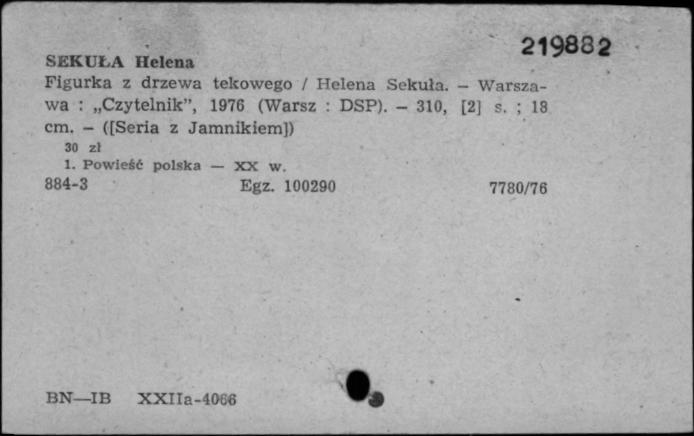 219882
SEKUŁA Helena
Figurka z drzewa tekowego / Helena Sekuła. — Warsza-
wa : „Czytelnik”, 1976 (Warsz : DSP). — 310, [2] s. ; 18
cm. — ([Seria z Jamnikiem])
30 zł
1. Powieść polska — XX w.
884-3 Egz. 100290 7780/76
BN—IB XXIIa-4066